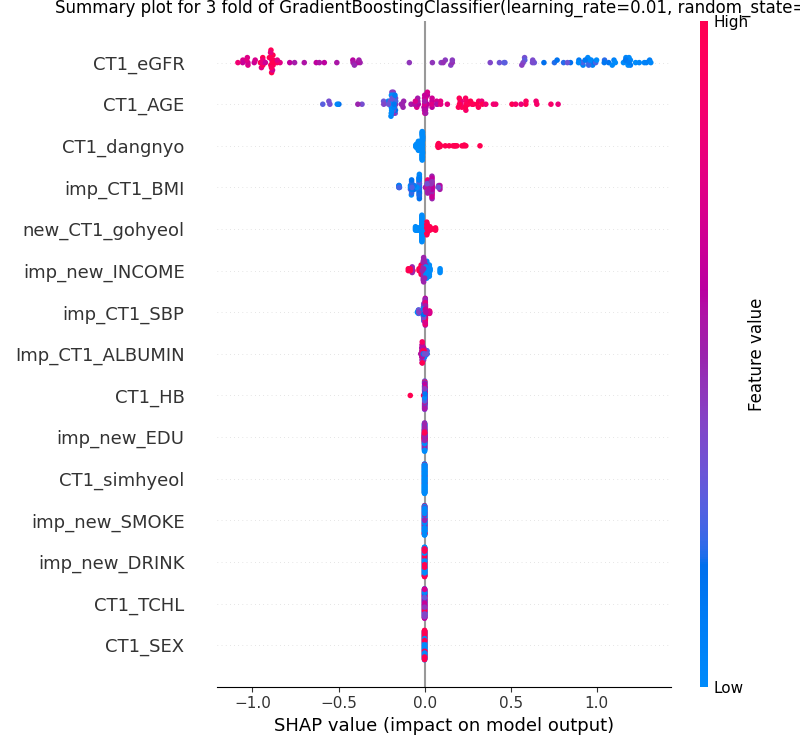 Summary plot for 3 fold of GradientBoostingClassifier(learning_rate=0.01, random_state=
High
CT1_eGFR
CT1_AGE
CT1_dangnyo
imp_CT1_BMI
new_CT1_gohyeol
imp_new_INCOME
imp_CT1_SBP
Imp_CT1_ALBUMIN
CT1_HB
imp_new_EDU
CT1_simhyeol
imp_new_SMOKE
imp_new_DRINK
CT1_TCHL
CT1_SEX
Feature value
Low
−1.0 −0.5 0.0 0.5 1.0
SHAP value (impact on model output)